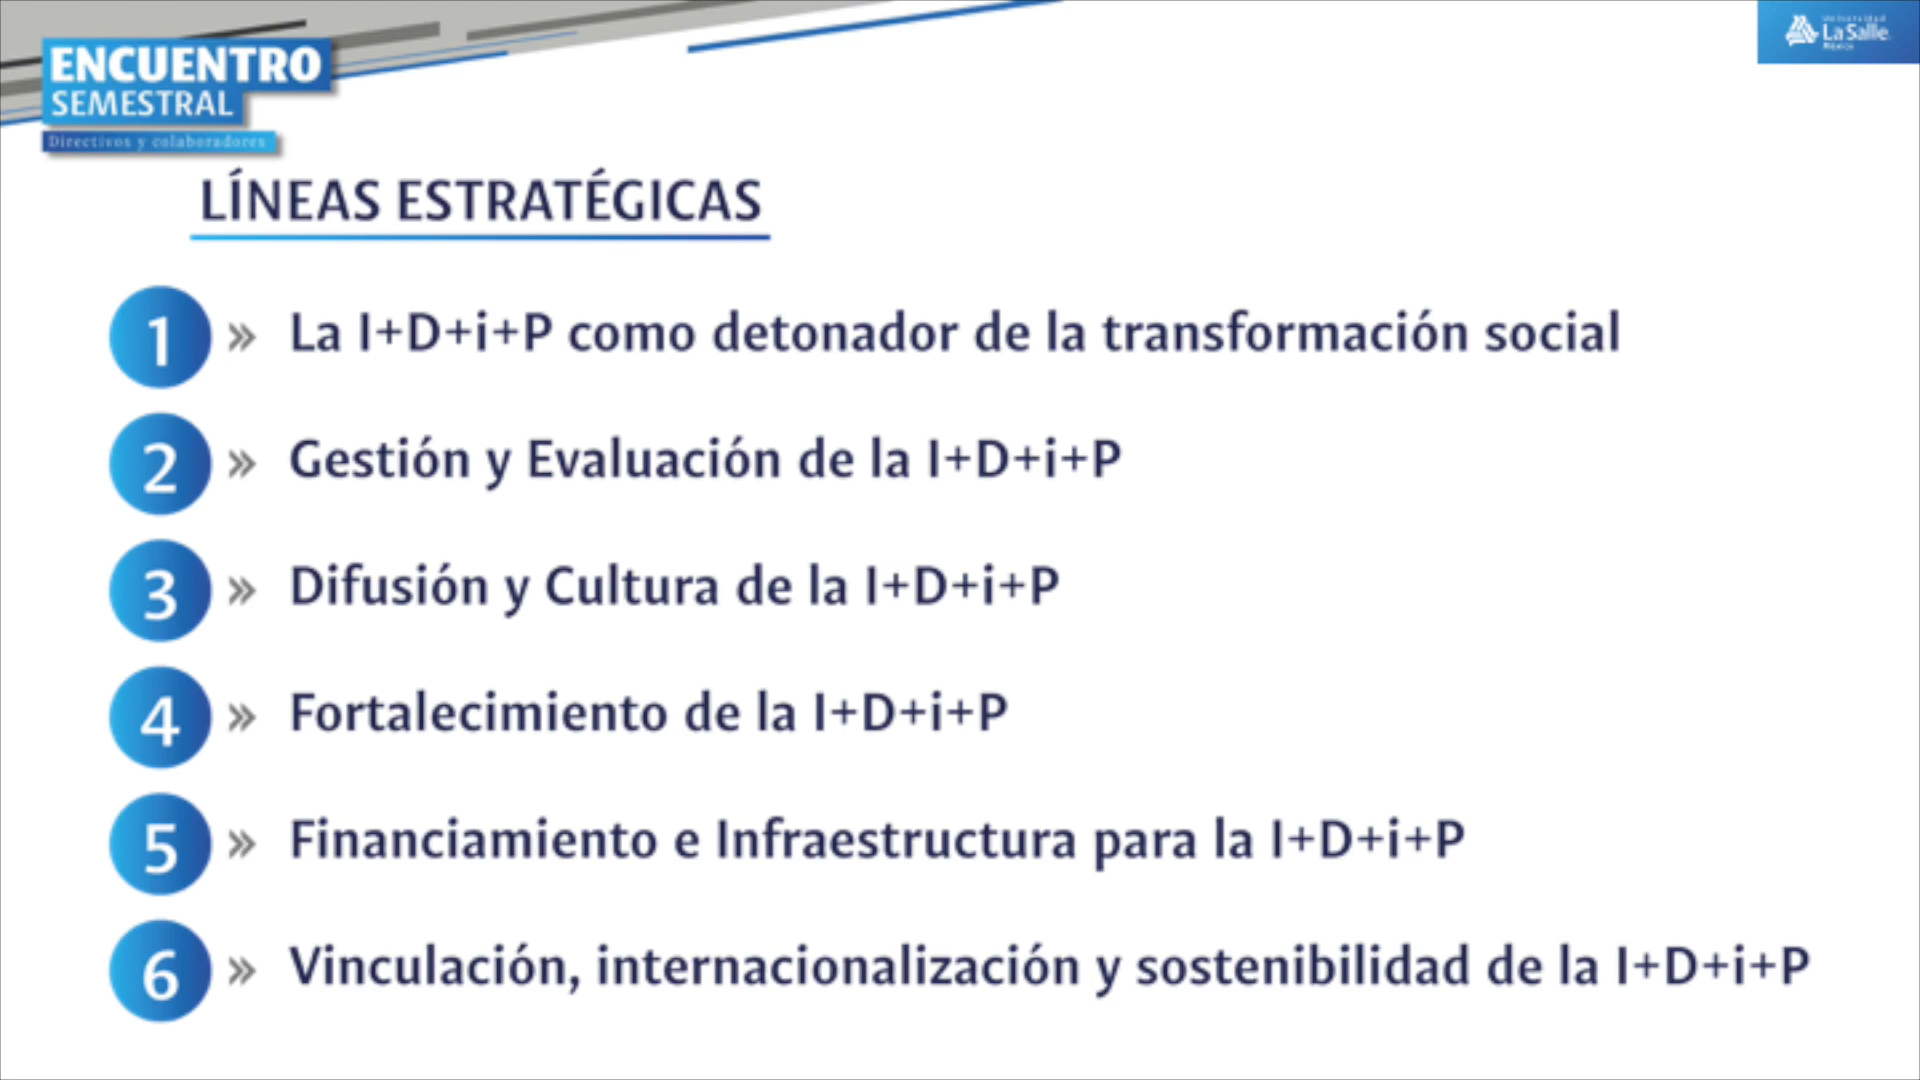 ENCUENTRO
SEMESTRAL
Directivos y colaboradores
Universidad
La Salle
México
LÍNEAS ESTRATÉGICAS
1 » La I+D+i+P como detonador de la transformación social
2 » Gestión y Evaluación de la I+D+i+P
3 » Difusión y Cultura de la I+D+i+P
4 » Fortalecimiento de la I+D+i+P
5 » Financiamiento e Infraestructura para la I+D+i+P
6 » Vinculación, internacionalización y sostenibilidad de la I+D+i+P